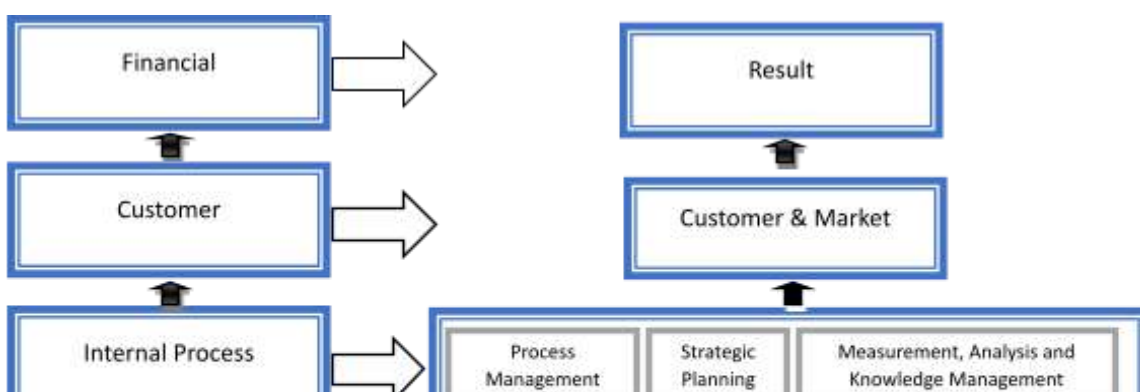 Financial
Result
Customer
Customer & Market
Internal Process
Process
Management
Strategic
Planning
Measurement, Analysis and
Knowledge Management